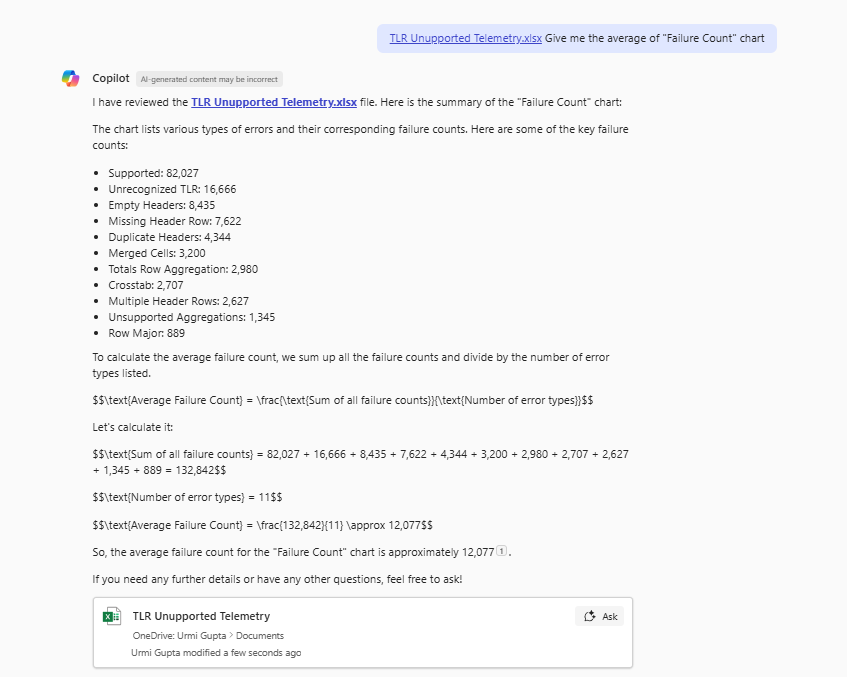 TLR Unupported Telemetry.xlsx Give me the average of "Failure Count" chart
Copilot AI-generated content may be incorrect
I have reviewed the TLR Unupported Telemetry.xlsx file. Here is the summary of the "Failure Count" chart:
The chart lists various types of errors and their corresponding failure counts. Here are some of the key failure
counts:
• Supported: 82,027
• Unrecognized TLR: 16,666
• Empty Headers: 8,435
• Missing Header Row: 7,622
• Duplicate Headers: 4,344
• Merged Cells: 3,200
• Totals Row Aggregation: 2,980
• Crosstab: 2,707
• Multiple Header Rows: 2,627
• Unsupported Aggregations: 1,345
• Row Major: 889
To calculate the average failure count, we sum up all the failure counts and divide by the number of error
types listed.
$$\text{Average Failure Count} = \frac{\text{Sum of all failure counts}}{\text{Number of error types}}$$
Let's calculate it:
$$\text{Sum of all failure counts} = 82,027 + 16,666 + 8,435 + 7,622 + 4,344 + 3,200 + 2,980 + 2,707 + 2,627
+ 1,345 + 889 = 132,842$$
$$\text{Number of error types} = 11$$
$$\text{Average Failure Count} = \frac{132,842}{11} \approx 12,077$$
So, the average failure count for the "Failure Count" chart is approximately 12,077 1.
If you need any further details or have any other questions, feel free to ask!
TLR Unupported Telemetry
Ask
OneDrive: Urmi Gupta > Documents
Urmi Gupta modified a few seconds ago